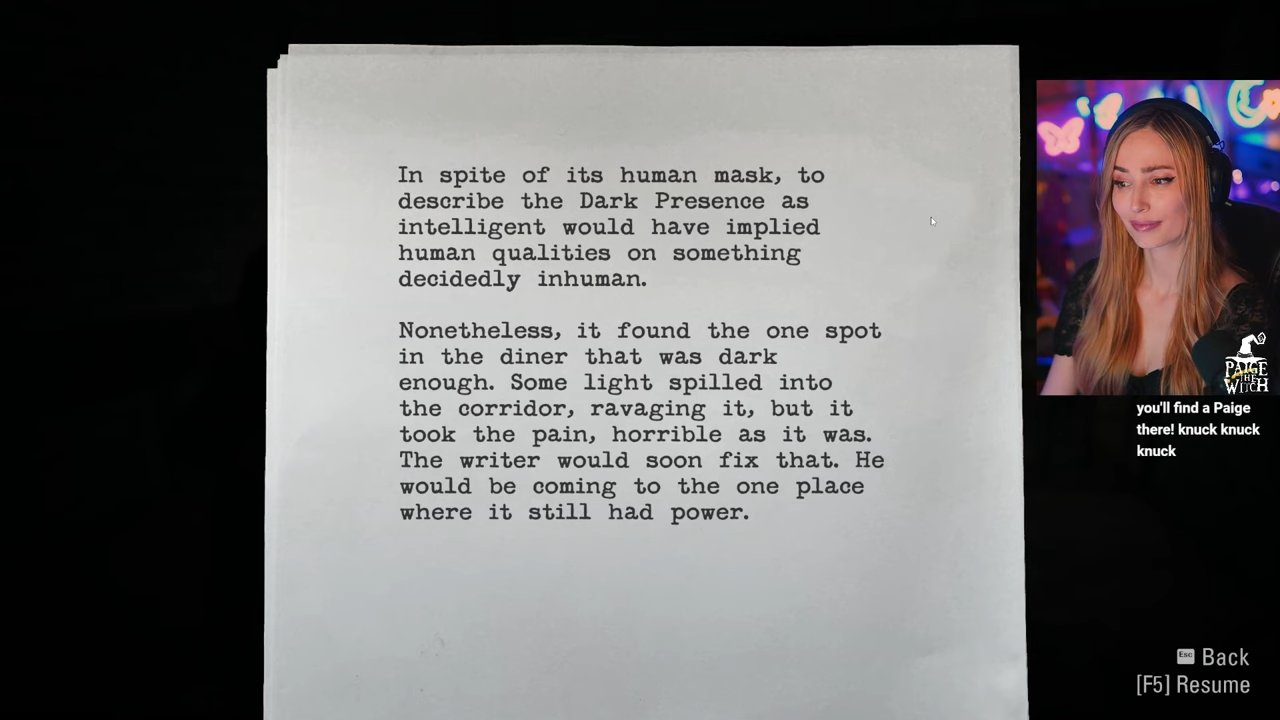 In spite of its human mask, to
describe the Dark Presence as
intelligent would have implied
human qualities on something
decidedly inhuman.
Nonetheless, it found the one spot
in the diner that was dark
enough. Some light spilled into
the corridor, ravaging it, but it
took the pain, horrible as it was.
The writer would soon fix that. He
would be coming to the one place
where it still had power.
PAIGE
THE
WITCH
you'll find a Paige
there! knuck knuck
knuck
Esc Back
[F5] Resume